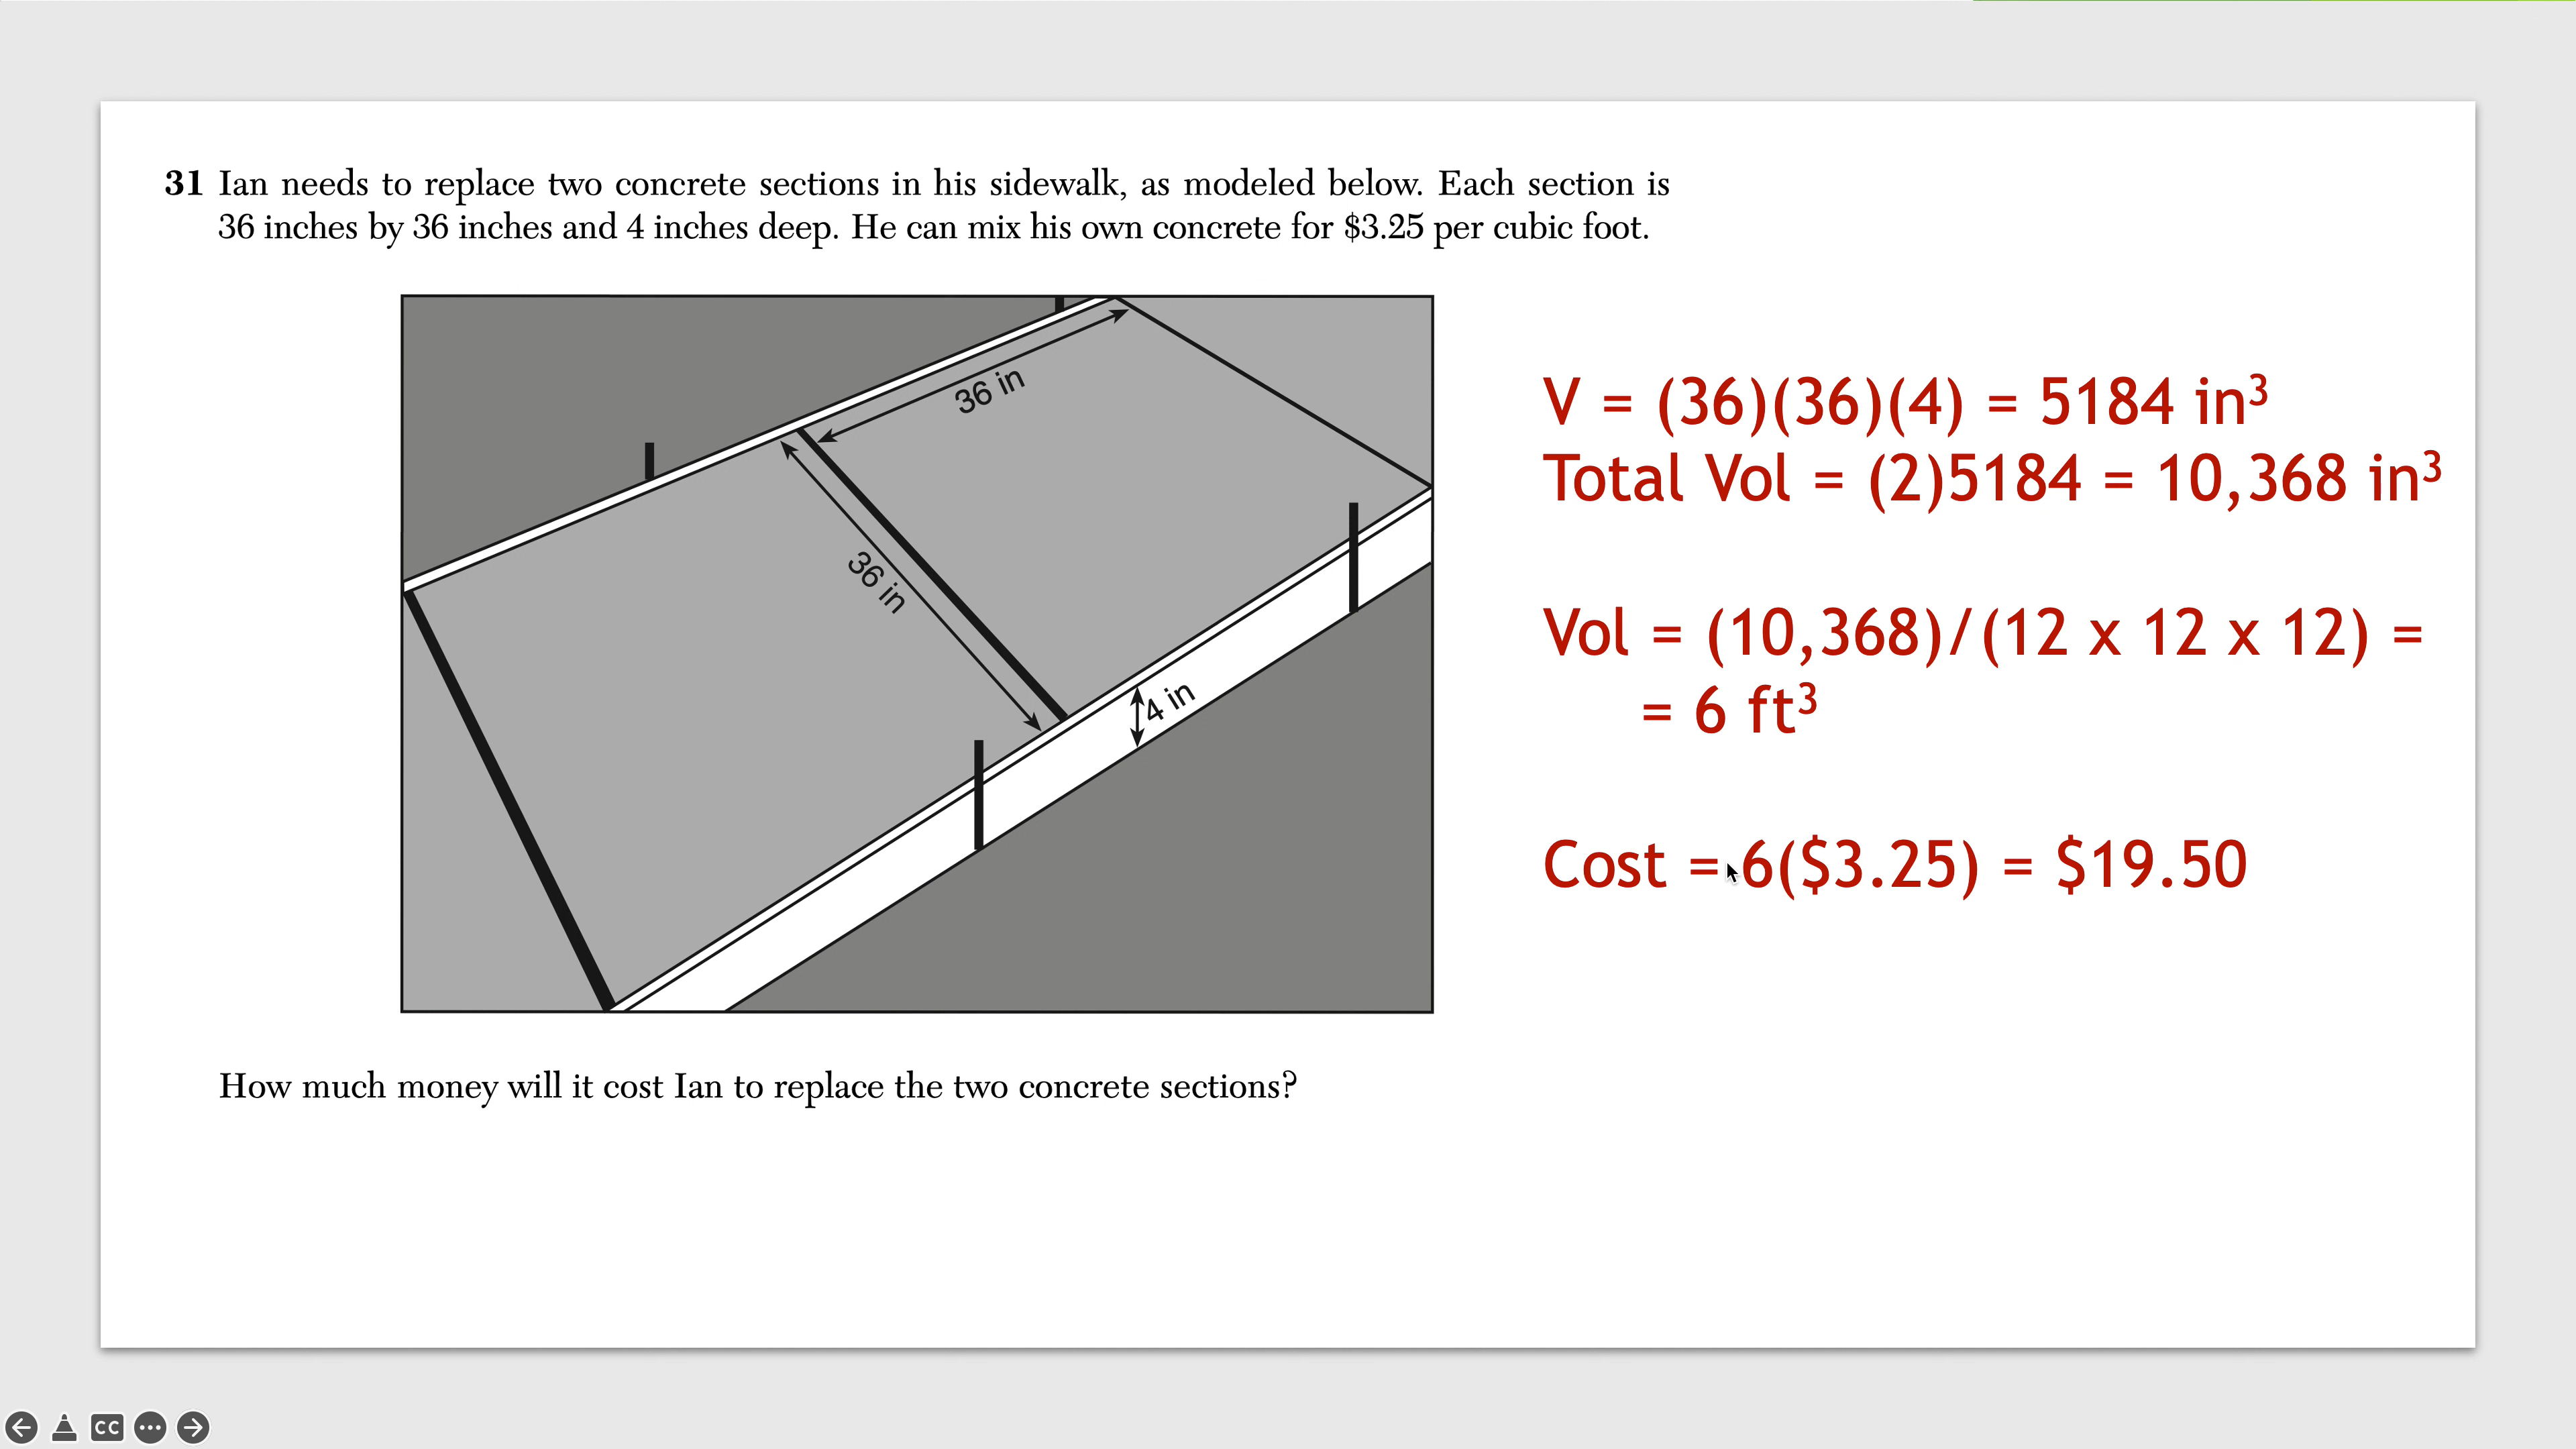 31 Ian needs to replace two concrete sections in his sidewalk, as modeled below. Each section is
36 inches by 36 inches and 4 inches deep. He can mix his own concrete for $3.25 per cubic foot.
36 in
36 in
4 in
V = (36)(36)(4) = 5184 in³
Total Vol = (2)5184 = 10,368 in³
Vol = (10,368)/(12 x 12 x 12) =
= 6 ft³
Cost = 6($3.25) = $19.50
How much money will it cost Ian to replace the two concrete sections?
CC